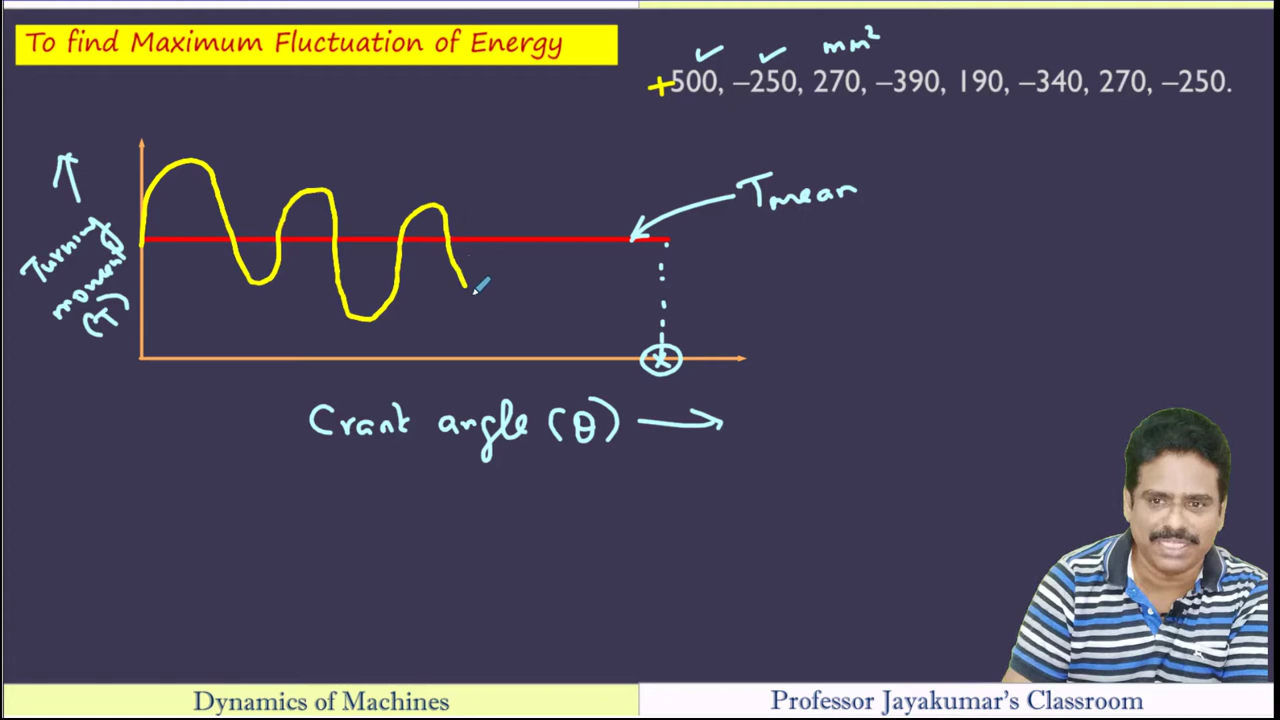 To find Maximum Fluctuation of Energy
mm²
+500, –250, 270, –390, 190, –340, 270, –250.
Tmean
Turning
moment
(T)
Crank angle (θ)
Dynamics of Machines
Professor Jayakumar's Classroom